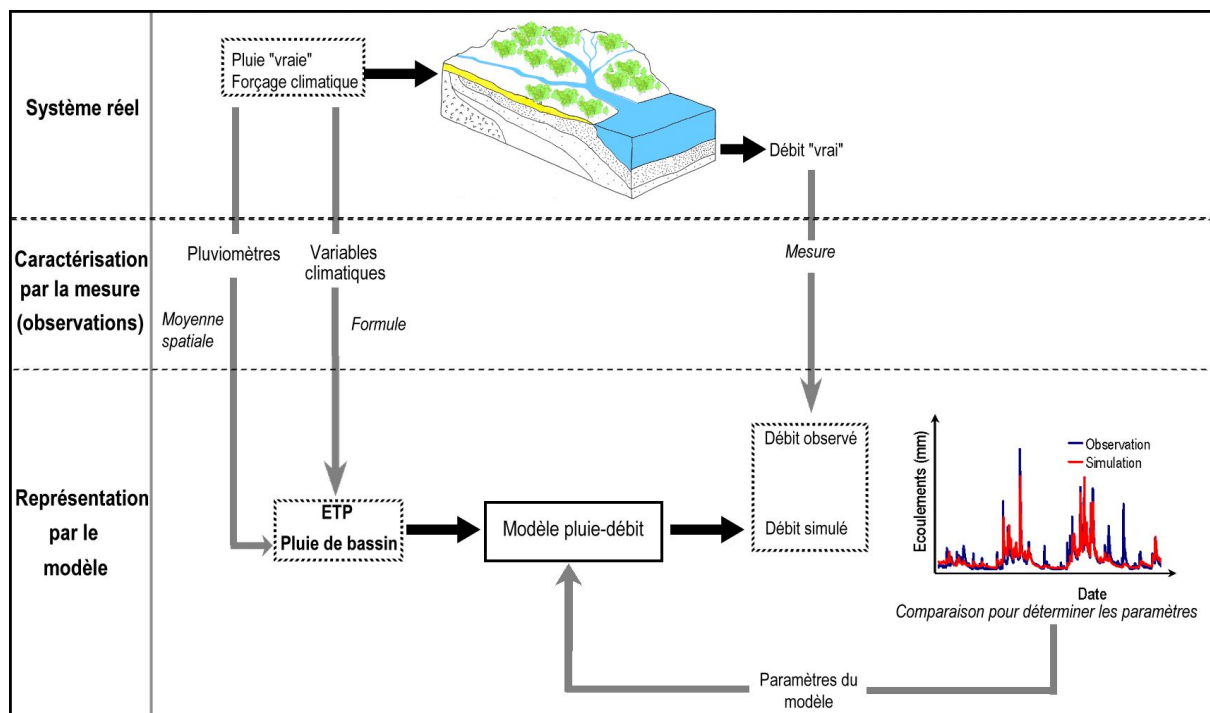 Système réel
Pluie "vraie"
Forçage climatique
Débit "vrai"
Caractérisation
par la mesure
(observations)
Pluviomètres
Variables
climatiques
Mesure
Moyenne
spatiale
Formule
Représentation
par le
modèle
ETP
Pluie de bassin
Modèle pluie-débit
Débit observé
Débit simulé
Ecoulements (mm)
Observation
Simulation
Date
Comparaison pour déterminer les paramètres
Paramètres du
modèle